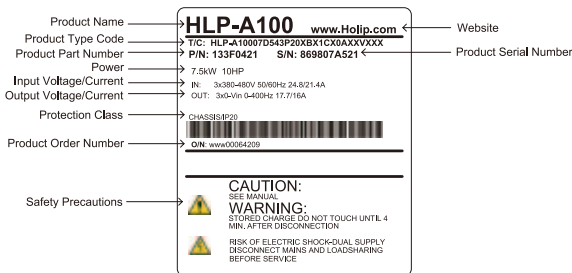 Product Name
HLP-A100 www.Holip.com
Website
Product Type Code
T/C: HLP-A10007D543P20XBX1CX0AXXVXXX
Product Part Number
P/N: 133F0421 S/N: 869807A521
Product Serial Number
Power
7.5kW 10HP
Input Voltage/Current
IN: 3x380-480V 50/60Hz 24.8/21.4A
Output Voltage/Current
OUT: 3x0-Vin 0-400Hz 17.7/16A
Protection Class
CHASSIS/IP20
Product Order Number
O/N: www00064209
Safety Precautions
CAUTION:
SEE MANUAL
WARNING:
STORED CHARGE DO NOT TOUCH UNTIL 4
MIN. AFTER DISCONNECTION
RISK OF ELECTRIC SHOCK-DUAL SUPPLY
DISCONNECT MAINS AND LOADSHARING
BEFORE SERVICE